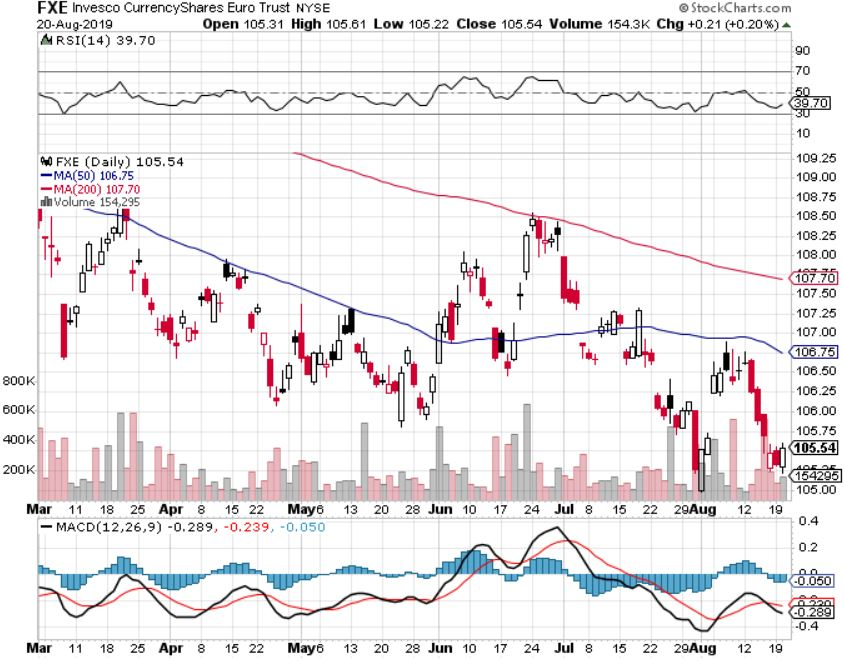 FXE Invesco CurrencyShares Euro Trust NYSE © StockCharts.com
20-Aug-2019 Open 105.31 High 105.61 Low 105.22 Close 105.54 Volume 154.3K Chg +0.21 (+0.20%)
RSI(14) 39.70
90
70
50
39.70
30
10
FXE (Daily) 105.54
MA(50) 106.75
MA(200) 107.70
Volume 154,295
109.25
109.00
108.75
108.50
108.25
108.00
107.70
107.50
107.25
107.00
106.75
106.50
106.25
106.00
105.75
105.54
154295
105.00
800K
600K
400K
200K
Mar 11 18 25 Apr 8 15 22 May 6 13 20 28 Jun 10 17 24 Jul 8 15 22 29 Aug 12 19
MACD(12,26,9) -0.289, -0.239, -0.050
0.4
0.2
0.0
-0.050
-0.239
-0.289
-0.4
Mar 11 18 25 Apr 8 15 22 May 6 13 20 28 Jun 10 17 24 Jul 8 15 22 29 Aug 12 19